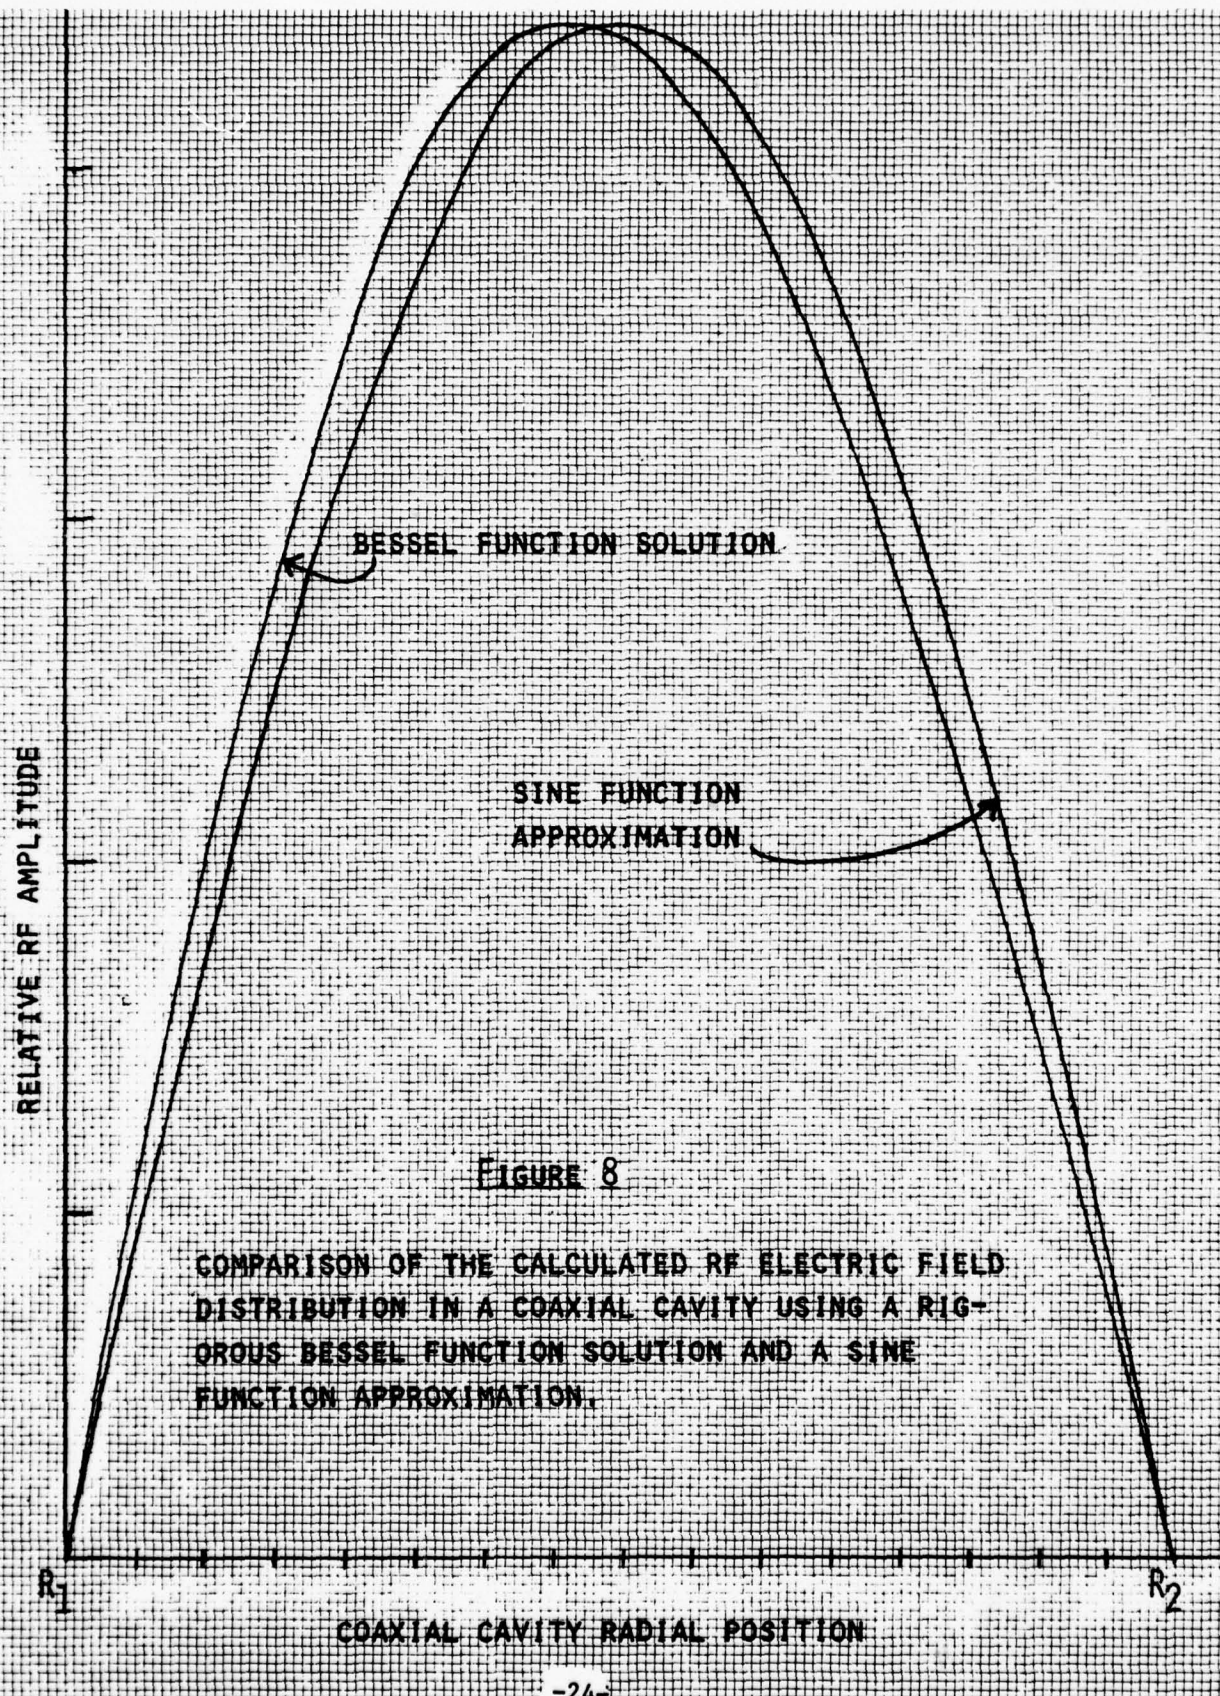 BESSEL FUNCTION SOLUTION
SINE FUNCTION
APPROXIMATION
RELATIVE RF AMPLITUDE
FIGURE 8
COMPARISON OF THE CALCULATED RF ELECTRIC FIELD
DISTRIBUTION IN A COAXIAL CAVITY USING A RIG-
OROUS BESSEL FUNCTION SOLUTION AND A SINE
FUNCTION APPROXIMATION.
R1
R2
COAXIAL CAVITY RADIAL POSITION
-24-